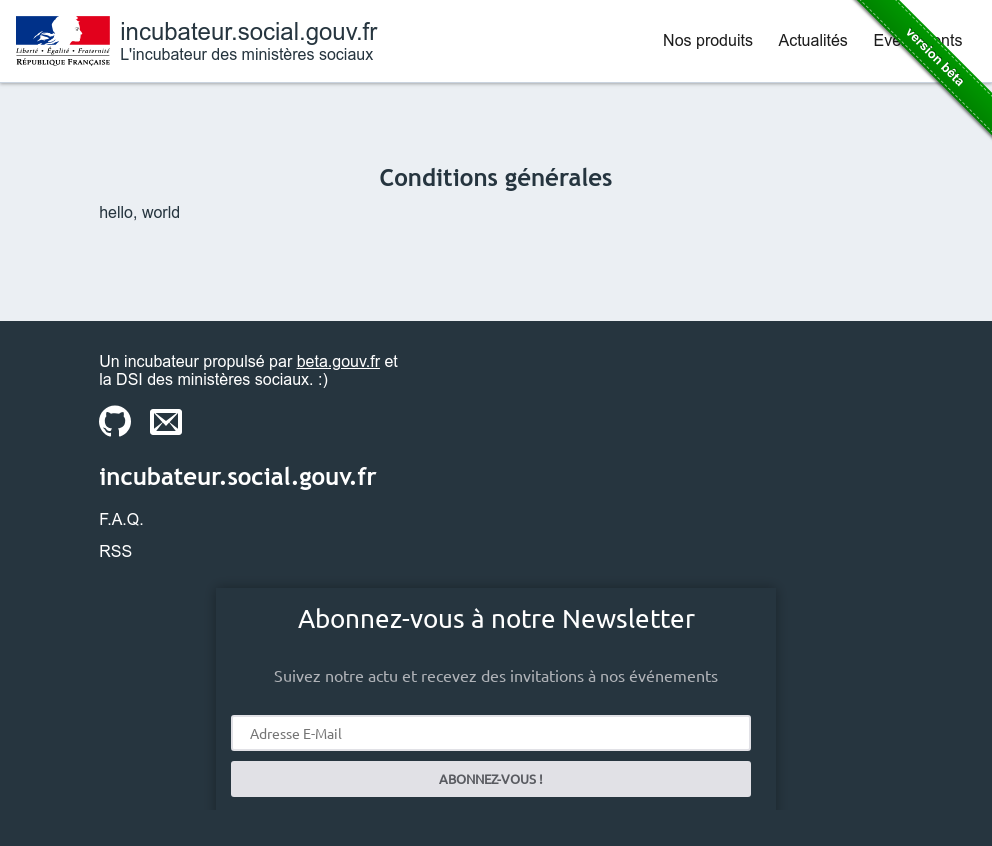 incubateur.social.gouv.fr
L'incubateur des ministères sociaux
Liberté • Égalité • Fraternité
RÉPUBLIQUE FRANÇAISE
Nos produits
Actualités
version bêta
Conditions générales
hello, world
Un incubateur propulsé par beta.gouv.fr et
la DSI des ministères sociaux. :)
incubateur.social.gouv.fr
F.A.Q.
RSS
Abonnez-vous à notre Newsletter
Suivez notre actu et recevez des invitations à nos événements
Adresse E-Mail
ABONNEZ-VOUS !